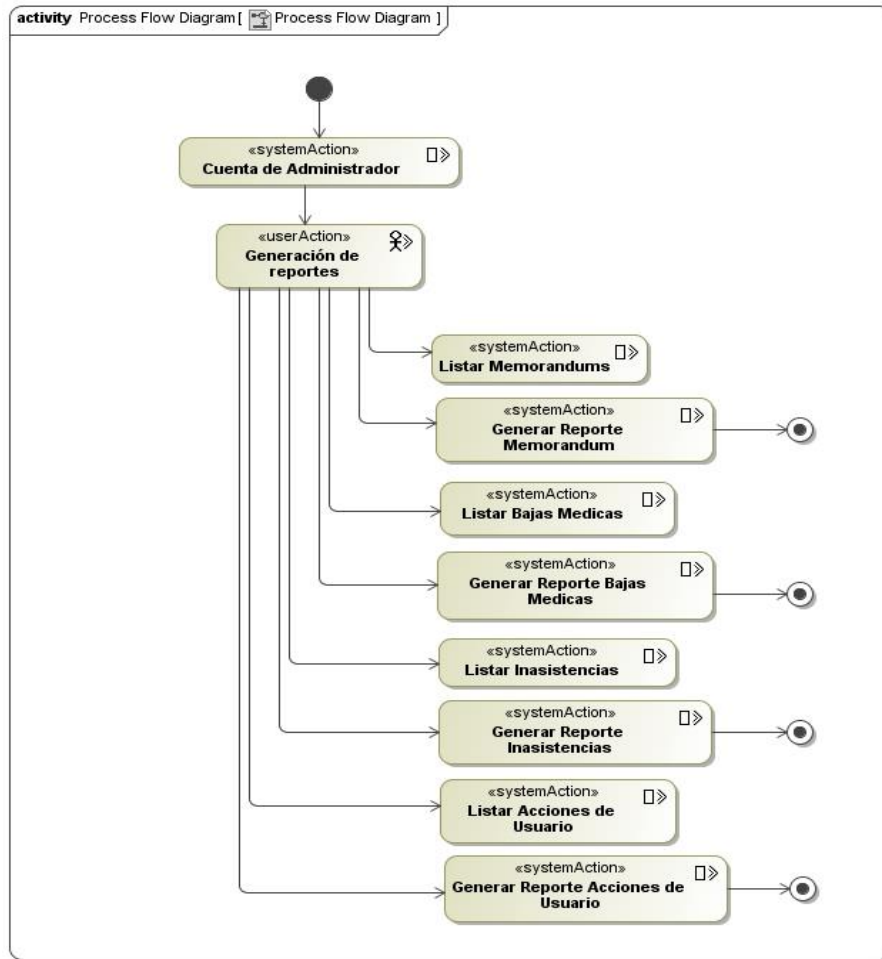 activity Process Flow Diagram [ Process Flow Diagram ]
«systemAction»
Cuenta de Administrador
«userAction»
Generación de
reportes
«systemAction»
Listar Memorandums
«systemAction»
Generar Reporte
Memorandum
«systemAction»
Listar Bajas Medicas
«systemAction»
Generar Reporte Bajas
Medicas
«systemAction»
Listar Inasistencias
«systemAction»
Generar Reporte
Inasistencias
«systemAction»
Listar Acciones de
Usuario
«systemAction»
Generar Reporte Acciones de
Usuario